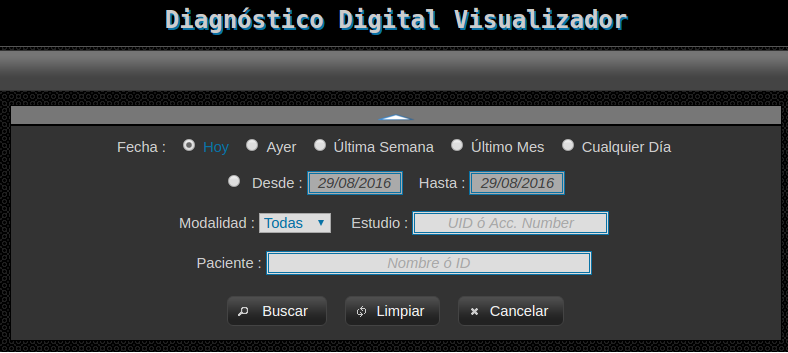 Diagnóstico Digital Visualizador
Fecha : Hoy Ayer Última Semana Último Mes Cualquier Día
Desde : 29/08/2016 Hasta : 29/08/2016
Modalidad : Todas Estudio : UID ó Acc. Number
Paciente : Nombre ó ID
Buscar Limpiar Cancelar